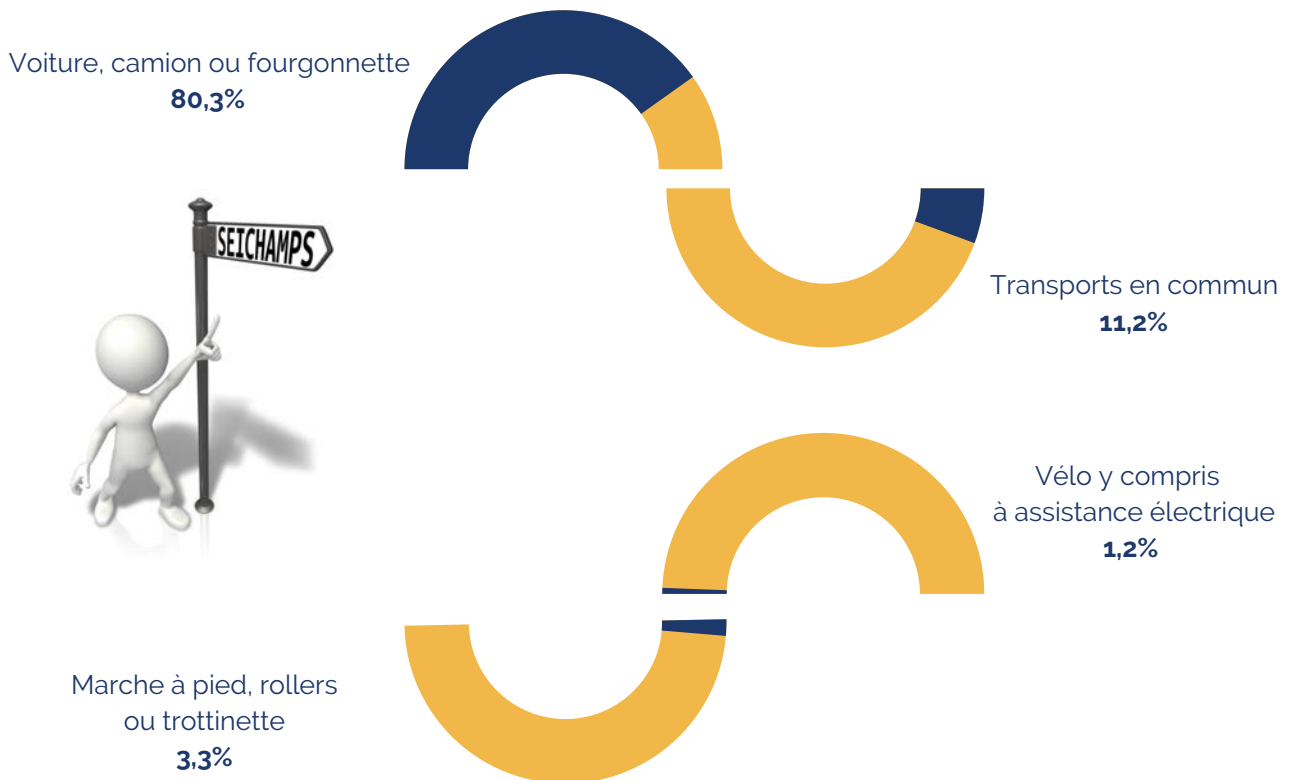 Voiture, camion ou fourgonnette
80,3%
SEICHAMPS
Transports en commun
11,2%
Vélo y compris
à assistance électrique
1,2%
Marche à pied, rollers
ou trottinette
3,3%